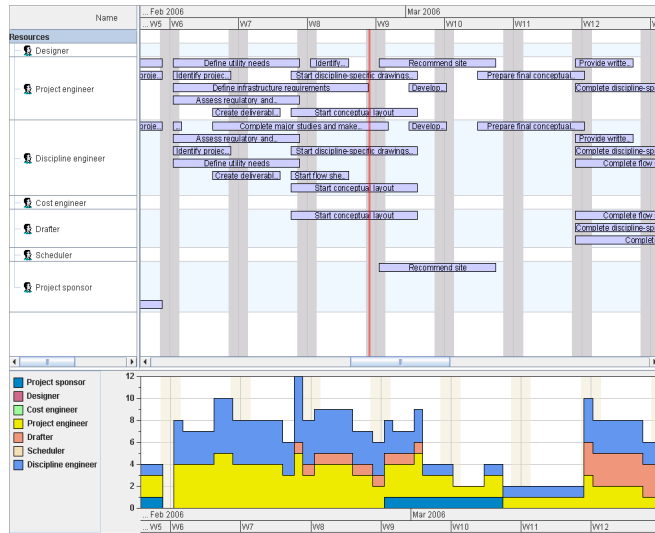 Name
... Feb 2006
Mar 2006
W5 W6 W7 W8 W9 W10 W11 W12
Resources
Designer
Define utility needs Identify... Recommend site Provide writte...
proje... Identify projec... Start discipline-specific drawings... Prepare final conceptual...
Project engineer Define infrastructure requirements Develop... Complete discipline-sp
Assess regulatory and...
Create deliverabl... Start conceptual layout
proje... ... Complete major studies and make... Develop... Prepare final conceptual...
Assess regulatory and... Provide writte...
Identify projec... Start discipline-specific drawings... Complete discipline-sp
Discipline engineer Define utility needs Complete flow
Create deliverabl... Start flow she...
Start conceptual layout
Cost engineer
Start conceptual layout Complete flow
Drafter Complete discipline-sp
Complet
Scheduler
Recommend site
Project sponsor
Project sponsor
Designer
Cost engineer
Project engineer
Drafter
Scheduler
Discipline engineer
12
10
8
6
4
2
0
... Feb 2006 Mar 2006
... W5 W6 W7 W8 W9 W10 W11 W12